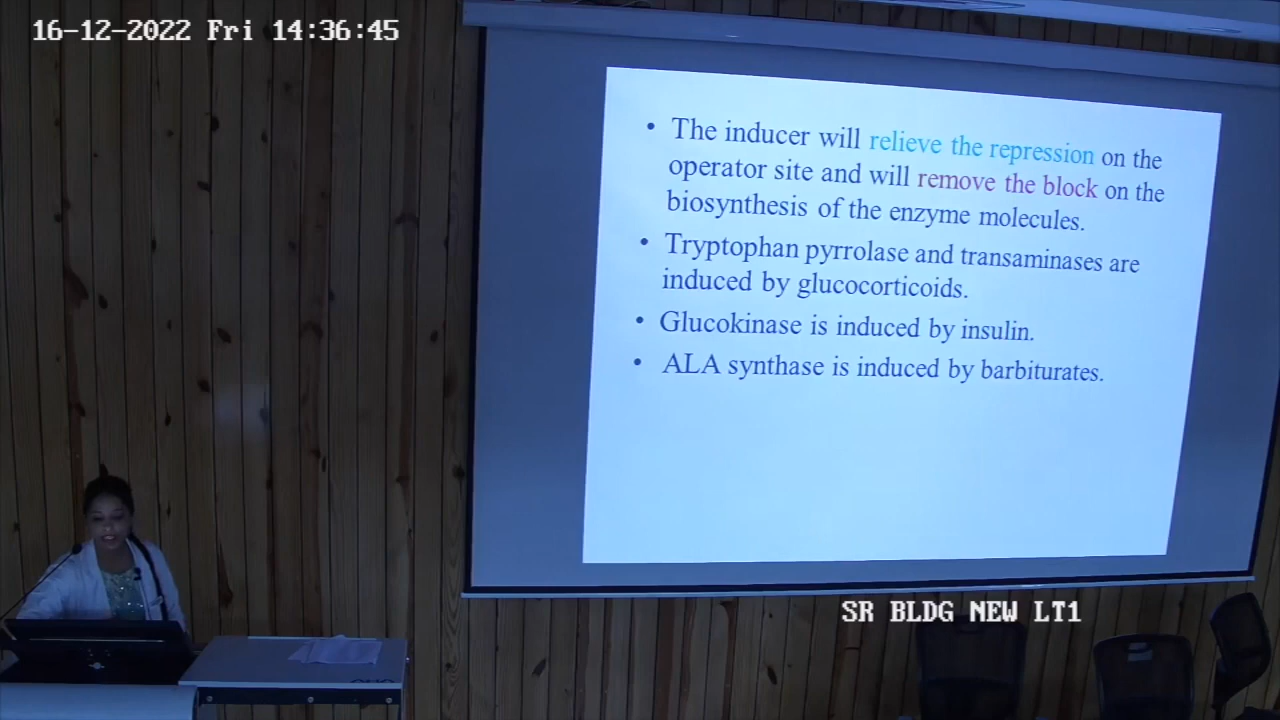 16-12-2022 Fri 14:36:45
• The inducer will relieve the repression on the
operator site and will remove the block on the
biosynthesis of the enzyme molecules.
• Tryptophan pyrrolase and transaminases are
induced by glucocorticoids.
• Glucokinase is induced by insulin.
• ALA synthase is induced by barbiturates.
SR BLDG NEW LT1